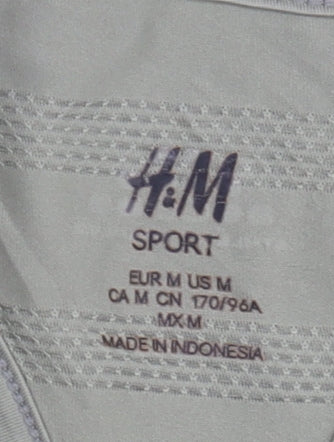 H&M
SPORT
EUR M US M
CA M CN 170/96A
MX M
MADE IN INDONESIA